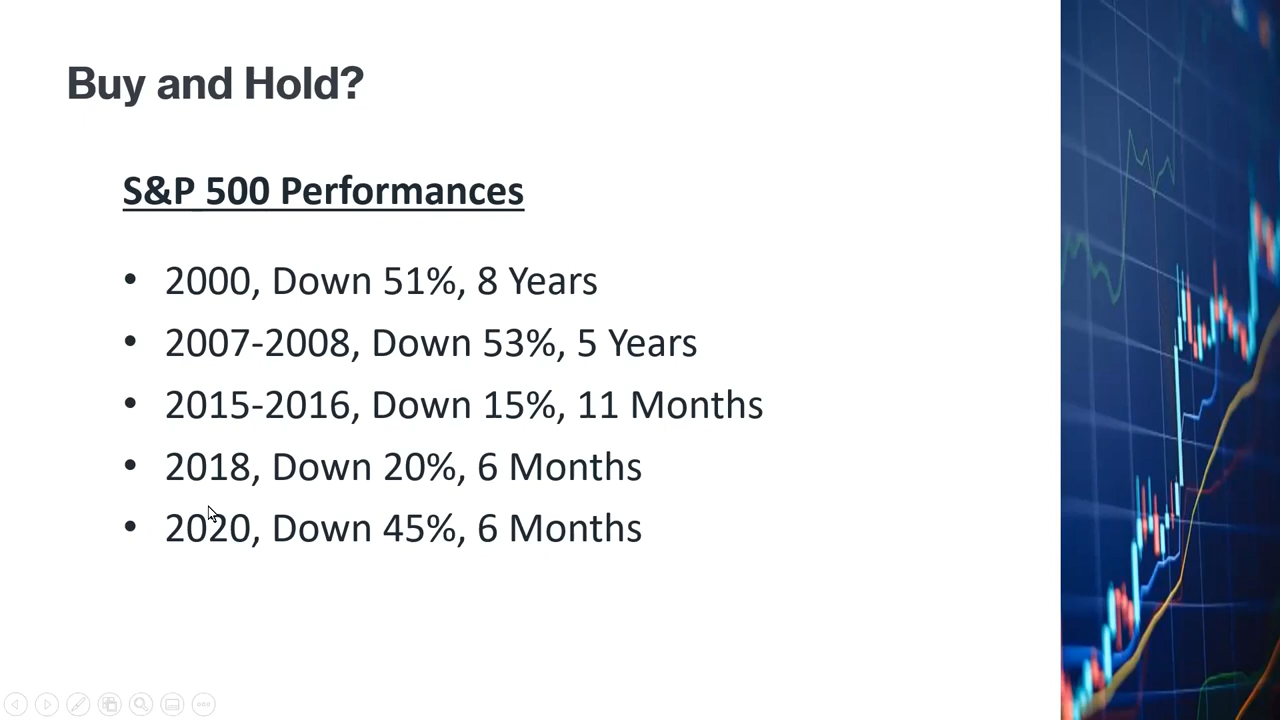 Buy and Hold?
S&P 500 Performances
• 2000, Down 51%, 8 Years
• 2007-2008, Down 53%, 5 Years
• 2015-2016, Down 15%, 11 Months
• 2018, Down 20%, 6 Months
• 2020, Down 45%, 6 Months